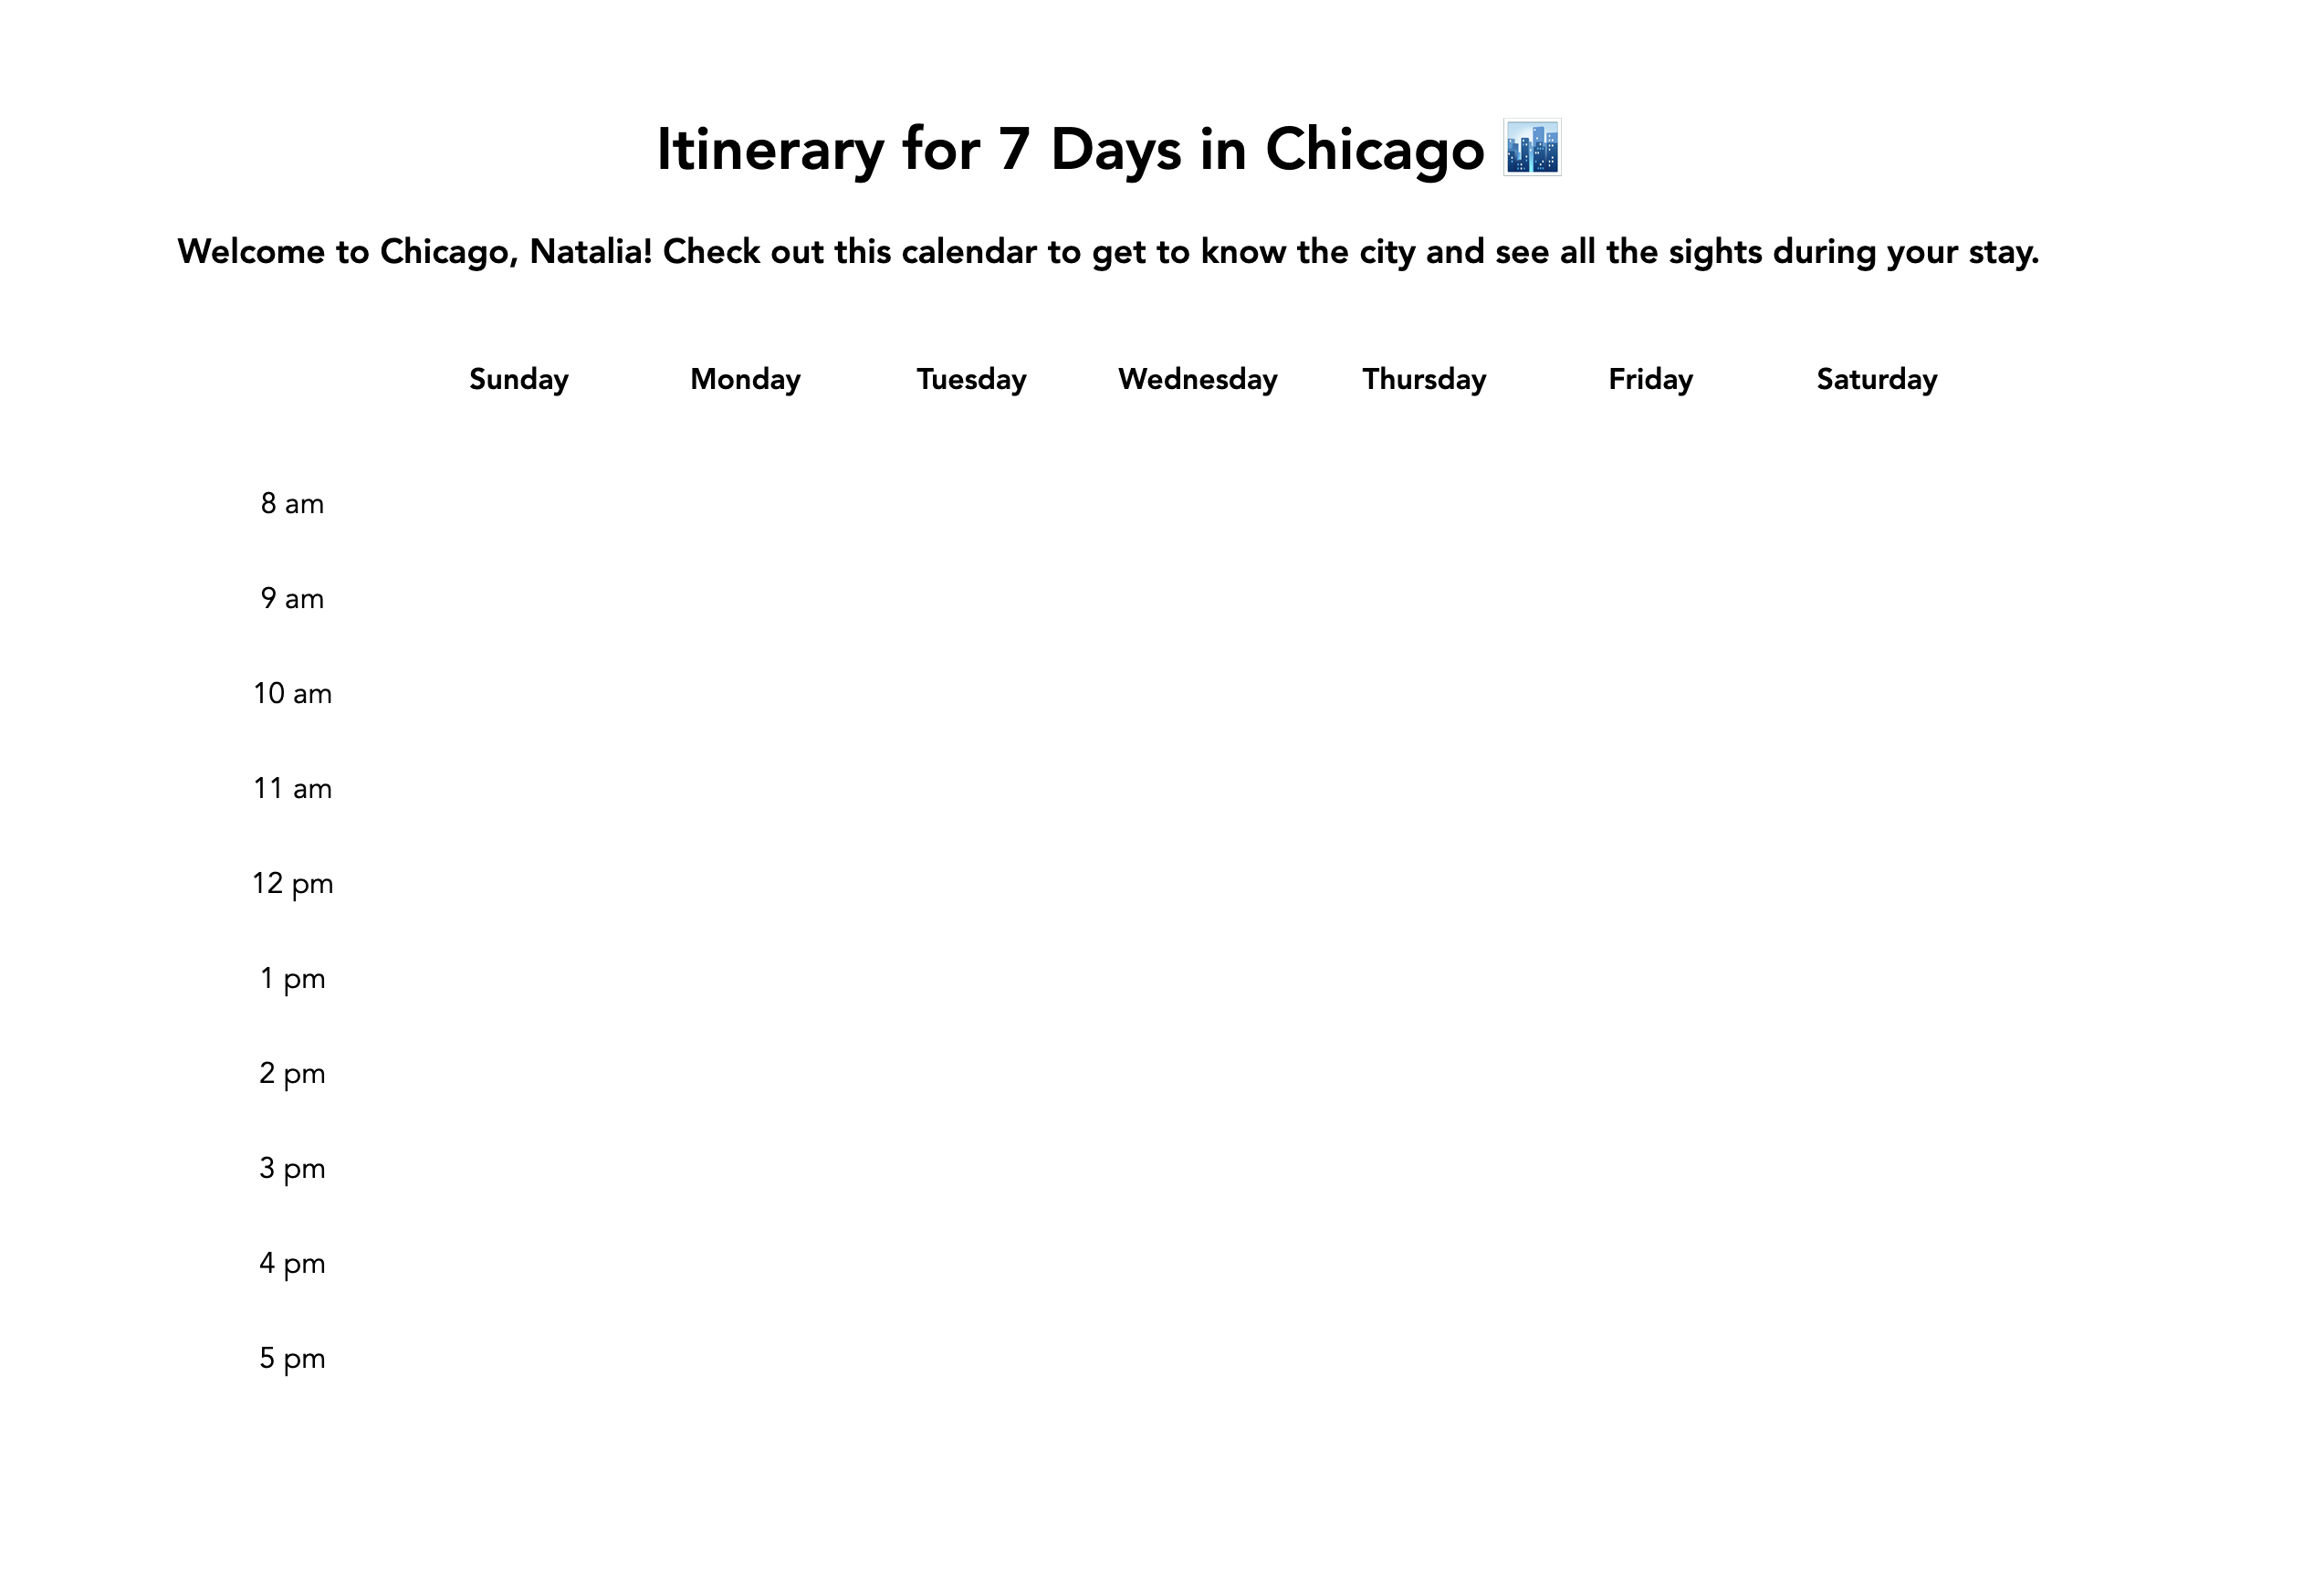 Itinerary for 7 Days in Chicago 🏙️
Welcome to Chicago, Natalia! Check out this calendar to get to know the city and see all the sights during your stay.
Sunday Monday Tuesday Wednesday Thursday Friday Saturday
8 am
9 am
10 am
11 am
12 pm
1 pm
2 pm
3 pm
4 pm
5 pm